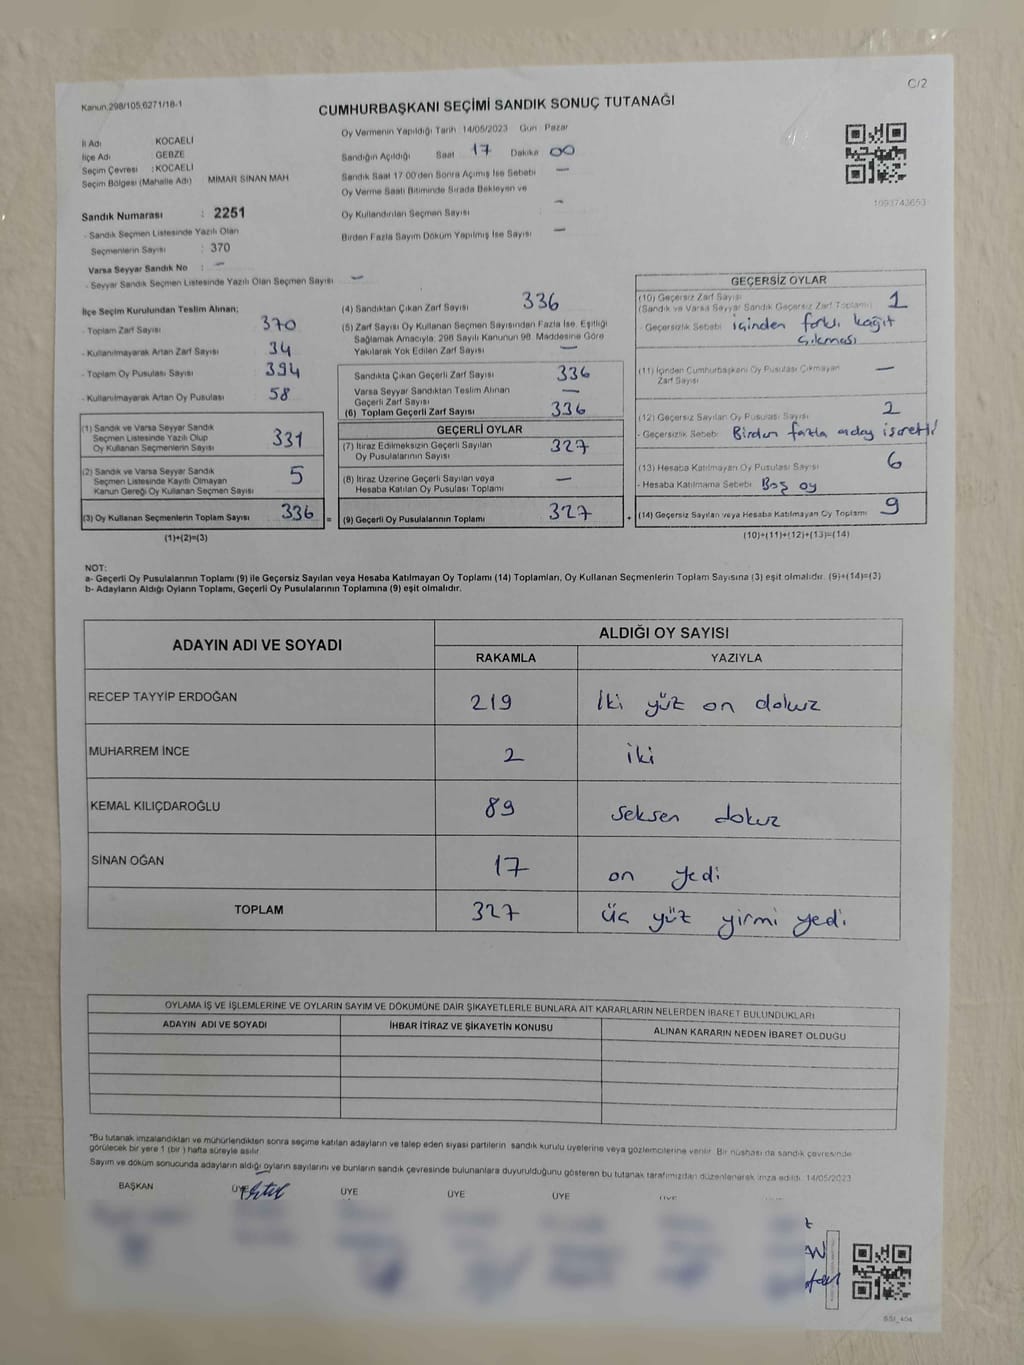 C/2
Kanun.298/105,6271/18-1
CUMHURBAŞKANI SEÇİMİ SANDIK SONUÇ TUTANAĞI
İl Adı KOCAELİ
İlçe Adı GEBZE
Seçim Çevresi : KOCAELİ
Seçim Bölgesi (Mahalle Adı) MİMAR SİNAN MAH
Sandık Numarası : 2251
- Sandık Seçmen Listesinde Yazılı Olan
Seçmenlerin Sayısı : 370
Varsa Seyyar Sandık No : -
- Seyyar Sandık Seçmen Listesinde Yazılı Olan Seçmen Sayısı -
Oy Vermenin Yapıldığı Tarih 14/05/2023 Gün Pazar
Sandığın Açıldığı Saat 17 Dakika 00
Sandık Saat 17 00'den Sonra Açılmış İse Sebebi -
Oy Verme Saati Bitiminde Sırada Bekleyen ve
Oy Kullandırılan Seçmen Sayısı -
Birden Fazla Sayım Döküm Yapılmış İse Sayısı -
1093743653
İlçe Seçim Kurulundan Teslim Alınan;
- Toplam Zarf Sayısı 370
- Kullanılmayarak Artan Zarf Sayısı 34
- Toplam Oy Pusulası Sayısı 394
- Kullanılmayarak Artan Oy Pusulası 58
(1) Sandık ve Varsa Seyyar Sandık
Seçmen Listesinde Yazılı Olup
Oy Kullanan Seçmenlerin Sayısı 331
(2) Sandık ve Varsa Seyyar Sandık
Seçmen Listesinde Kayıtlı Olmayan
Kanun Gereği Oy Kullanan Seçmen Sayısı 5
(3) Oy Kullanan Seçmenlerin Toplam Sayısı 336 =
(1)+(2)=(3)
(4) Sandıktan Çıkan Zarf Sayısı 336
(5) Zarf Sayısı Oy Kullanan Seçmen Sayısından Fazla İse, Eşitliği
Sağlamak Amacıyla; 298 Sayılı Kanunun 98. Maddesine Göre
Yakılarak Yok Edilen Zarf Sayısı -
Sandıkta Çıkan Geçerli Zarf Sayısı 336
Varsa Seyyar Sandıktan Teslim Alınan
Geçerli Zarf Sayısı -
(6) Toplam Geçerli Zarf Sayısı 336
GEÇERLİ OYLAR
(7) İtiraz Edilmeksizin Geçerli Sayılan
Oy Pusulalarının Sayısı 327
(8) İtiraz Üzerine Geçerli Sayılan veya
Hesaba Katılan Oy Pusulası Toplamı -
(9) Geçerli Oy Pusulalarının Toplamı 327 +
GEÇERSİZ OYLAR
(10) Geçersiz Zarf Sayısı
(Sandık ve Varsa Seyyar Sandık Geçersiz Zarf Toplamı) 1
- Geçersizlik Sebebi içinden farklı kağıt
çıkması
(11) İçinden Cumhurbaşkanı Oy Pusulası Çıkmayan
Zarf Sayısı -
(12) Geçersiz Sayılan Oy Pusulası Sayısı 2
- Geçersizlik Sebebi Birden fazla aday işaretli
(13) Hesaba Katılmayan Oy Pusulası Sayısı 6
- Hesaba Katılmama Sebebi Boş oy
(14) Geçersiz Sayılan veya Hesaba Katılmayan Oy Toplamı 9
(10)+(11)+(12)+(13)=(14)
NOT:
a- Geçerli Oy Pusulalarının Toplamı (9) ile Geçersiz Sayılan veya Hesaba Katılmayan Oy Toplamı (14) Toplamları, Oy Kullanan Seçmenlerin Toplam Sayısına (3) eşit olmalıdır. (9)+(14)=(3)
b- Adayların Aldığı Oyların Toplamı, Geçerli Oy Pusulalarının Toplamına (9) eşit olmalıdır.
ADAYIN ADI VE SOYADI ALDIĞI OY SAYISI
RAKAMLA YAZIYLA
RECEP TAYYİP ERDOĞAN 219 iki yüz on dokuz
MUHARREM İNCE 2 iki
KEMAL KILIÇDAROĞLU 89 seksen dokuz
SİNAN OĞAN 17 on yedi
TOPLAM 327 üç yüz yirmi yedi
OYLAMA İŞ VE İŞLEMLERİNE VE OYLARIN SAYIM VE DÖKÜMÜNE DAİR ŞİKAYETLERLE BUNLARA AİT KARARLARIN NELERDEN İBARET BULUNDUKLARI
ADAYIN ADI VE SOYADI İHBAR İTİRAZ VE ŞİKAYETİN KONUSU ALINAN KARARIN NEDEN İBARET OLDUĞU
*Bu tutanak imzalandıktan ve mühürlendikten sonra seçime katılan adayların ve talep eden siyasi partilerin sandık kurulu üyelerine veya gözlemcilerine verilir. Bir nüshası da sandık çevresinde
görülecek bir yere 1 (bir) hafta süreyle asılır.
Sayım ve döküm sonucunda adayların aldığı oyların sayılarını ve bunların sandık çevresinde bulunanlara duyurulduğunu gösteren bu tutanak tarafımızdan düzenlenerek imza edildi. 14/05/2023
BAŞKAN ÜYE ÜYE ÜYE ÜYE ÜYE